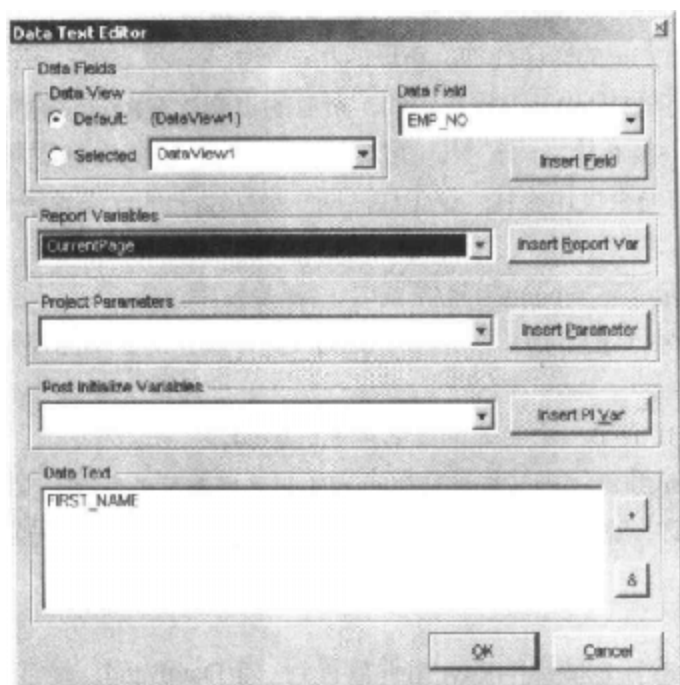 Data Text Editor
Data Fields
Data View
Default: (DataView1)
Selected DataView1
Data Field
EMP_NO
Insert Field
Report Variables
CurrentPage
Insert Report Var
Project Parameters
Insert Parameter
Post Initialize Variables
Insert PI Var
Data Text
FIRST_NAME
+
&
OK
Cancel